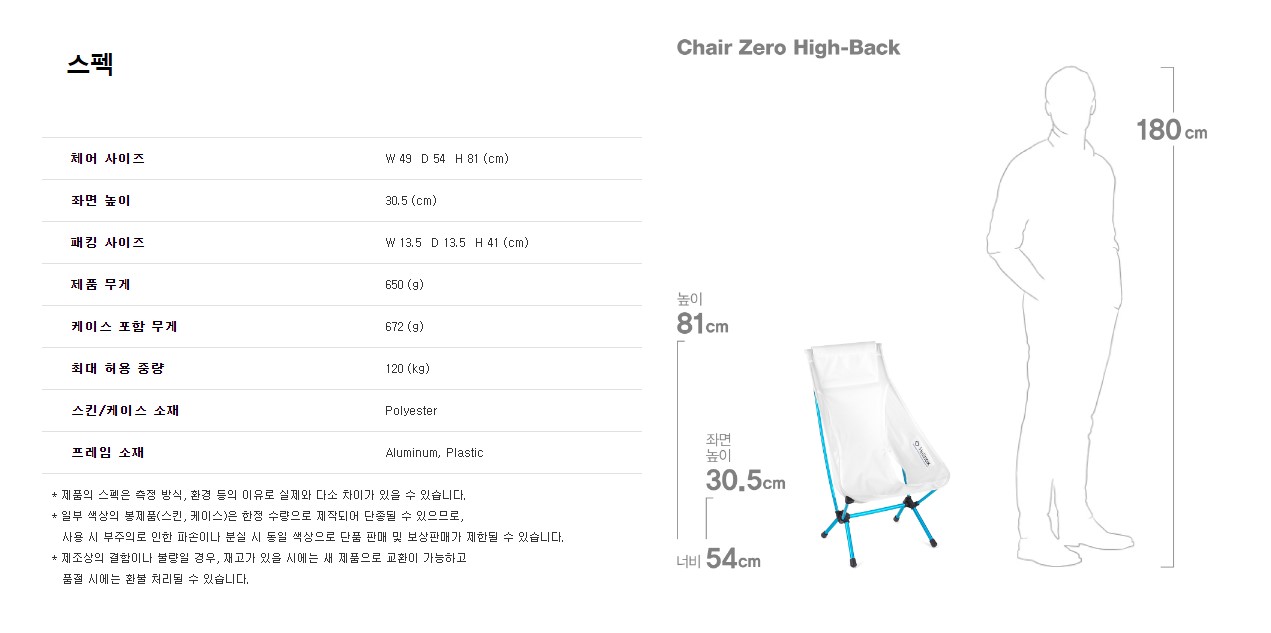 스펙
체어 사이즈 W 49 D 54 H 81 (cm)
좌면 높이 30.5 (cm)
패킹 사이즈 W 13.5 D 13.5 H 41 (cm)
제품 무게 650 (g)
케이스 포함 무게 672 (g)
최대 허용 중량 120 (kg)
스킨/케이스 소재 Polyester
프레임 소재 Aluminum, Plastic
* 제품의 스펙은 측정 방식, 환경 등의 이유로 실제와 다소 차이가 있을 수 있습니다.
* 일부 색상의 봉제품(스킨, 케이스)은 한정 수량으로 제작되어 단종될 수 있으므로,
사용 시 부주의로 인한 파손이나 분실 시 동일 색상으로 단품 판매 및 보상판매가 제한될 수 있습니다.
* 제조상의 결함이나 불량일 경우, 재고가 있을 시에는 새 제품으로 교환이 가능하고
품절 시에는 환불 처리될 수 있습니다.
Chair Zero High-Back
180 cm
높이
81cm
좌면
높이
30.5cm
너비 54cm